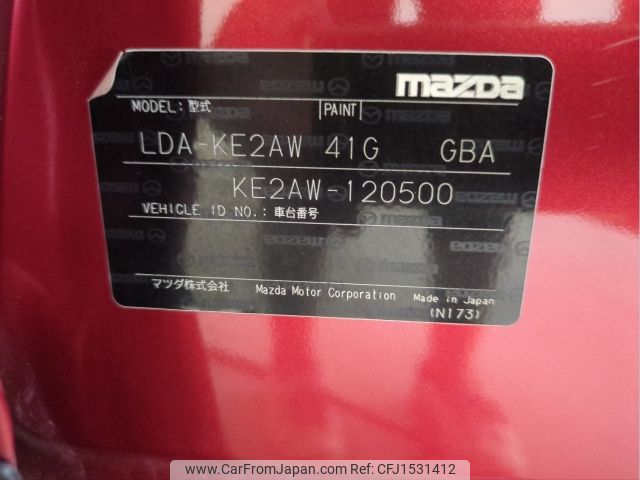 mazda
MODEL: 型式 PAINT
LDA-KE2AW 41G GBA
KE2AW-120500
VEHICLE ID NO.: 車台番号
マツダ株式会社 Mazda Motor Corporation Made in Japan
(N173)
www.CarFromJapan.com - CFJ1531412